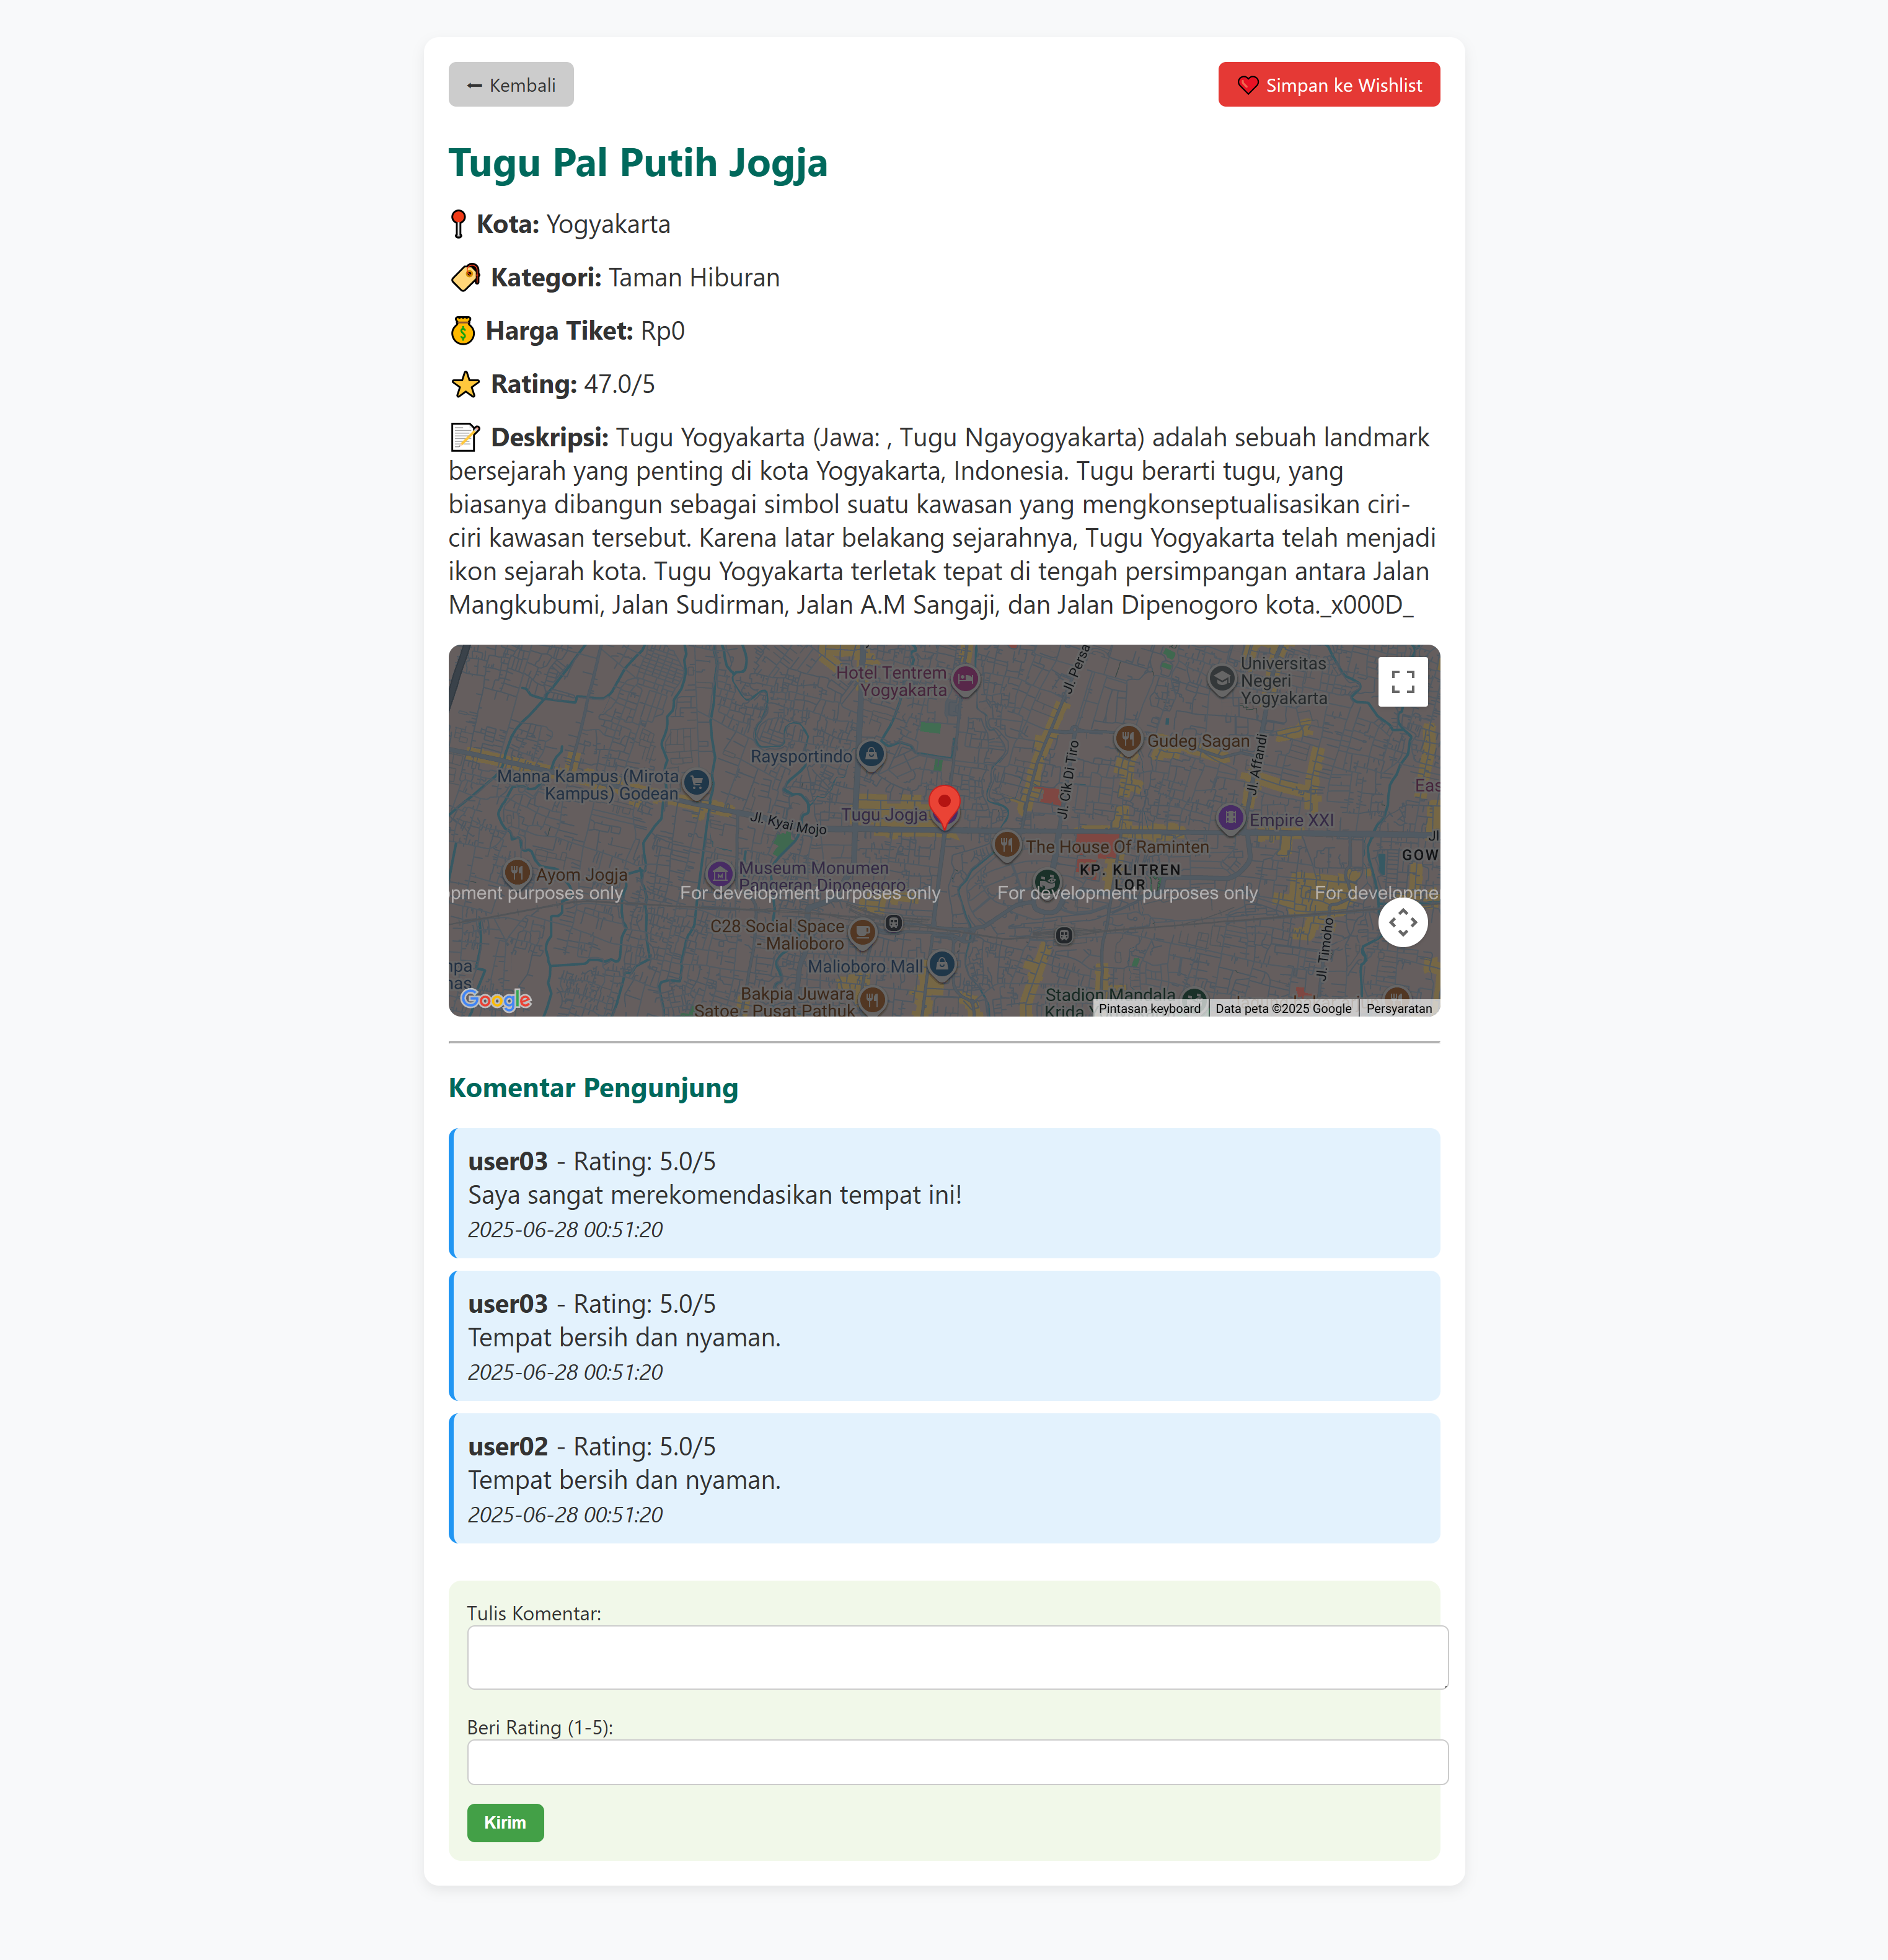 ← Kembali
❤ Simpan ke Wishlist
Tugu Pal Putih Jogja
📍 Kota: Yogyakarta
🏷️ Kategori: Taman Hiburan
💰 Harga Tiket: Rp0
⭐ Rating: 47.0/5
📝 Deskripsi: Tugu Yogyakarta (Jawa: , Tugu Ngayogyakarta) adalah sebuah landmark
bersejarah yang penting di kota Yogyakarta, Indonesia. Tugu berarti tugu, yang
biasanya dibangun sebagai simbol suatu kawasan yang mengkonseptualisasikan ciri-
ciri kawasan tersebut. Karena latar belakang sejarahnya, Tugu Yogyakarta telah menjadi
ikon sejarah kota. Tugu Yogyakarta terletak tepat di tengah persimpangan antara Jalan
Mangkubumi, Jalan Sudirman, Jalan A.M Sangaji, dan Jalan Dipenogoro kota._x000D_
Hotel Tentrem
Yogyakarta
Jl. Persa
Universitas
Negeri
Yogyakarta
Raysportindo
Gudeg Sagan
Jl. Cik Di Tiro
Jl. Affandi
Manna Kampus (Mirota
Kampus) Godean
Eas
Tugu Jogja
Jl. Kyai Mojo
Empire XXI
The House Of Raminten
Jl
GOW
Ayom Jogja
Museum Monumen
Pangeran Diponegoro
KP. KLITREN
LOR
pment purposes only
For development purposes only
For development purposes only
For developme
C28 Social Space
- Malioboro
Jl. Timoho
Malioboro Mall
mpa
nas
Bakpia Juwara
Satoe - Pusat Pathuk
Stadion Mandala
Krida Y
Google
Pintasan keyboard
Data peta ©2025 Google
Persyaratan
Komentar Pengunjung
user03 - Rating: 5.0/5
Saya sangat merekomendasikan tempat ini!
2025-06-28 00:51:20
user03 - Rating: 5.0/5
Tempat bersih dan nyaman.
2025-06-28 00:51:20
user02 - Rating: 5.0/5
Tempat bersih dan nyaman.
2025-06-28 00:51:20
Tulis Komentar:
Beri Rating (1-5):
Kirim